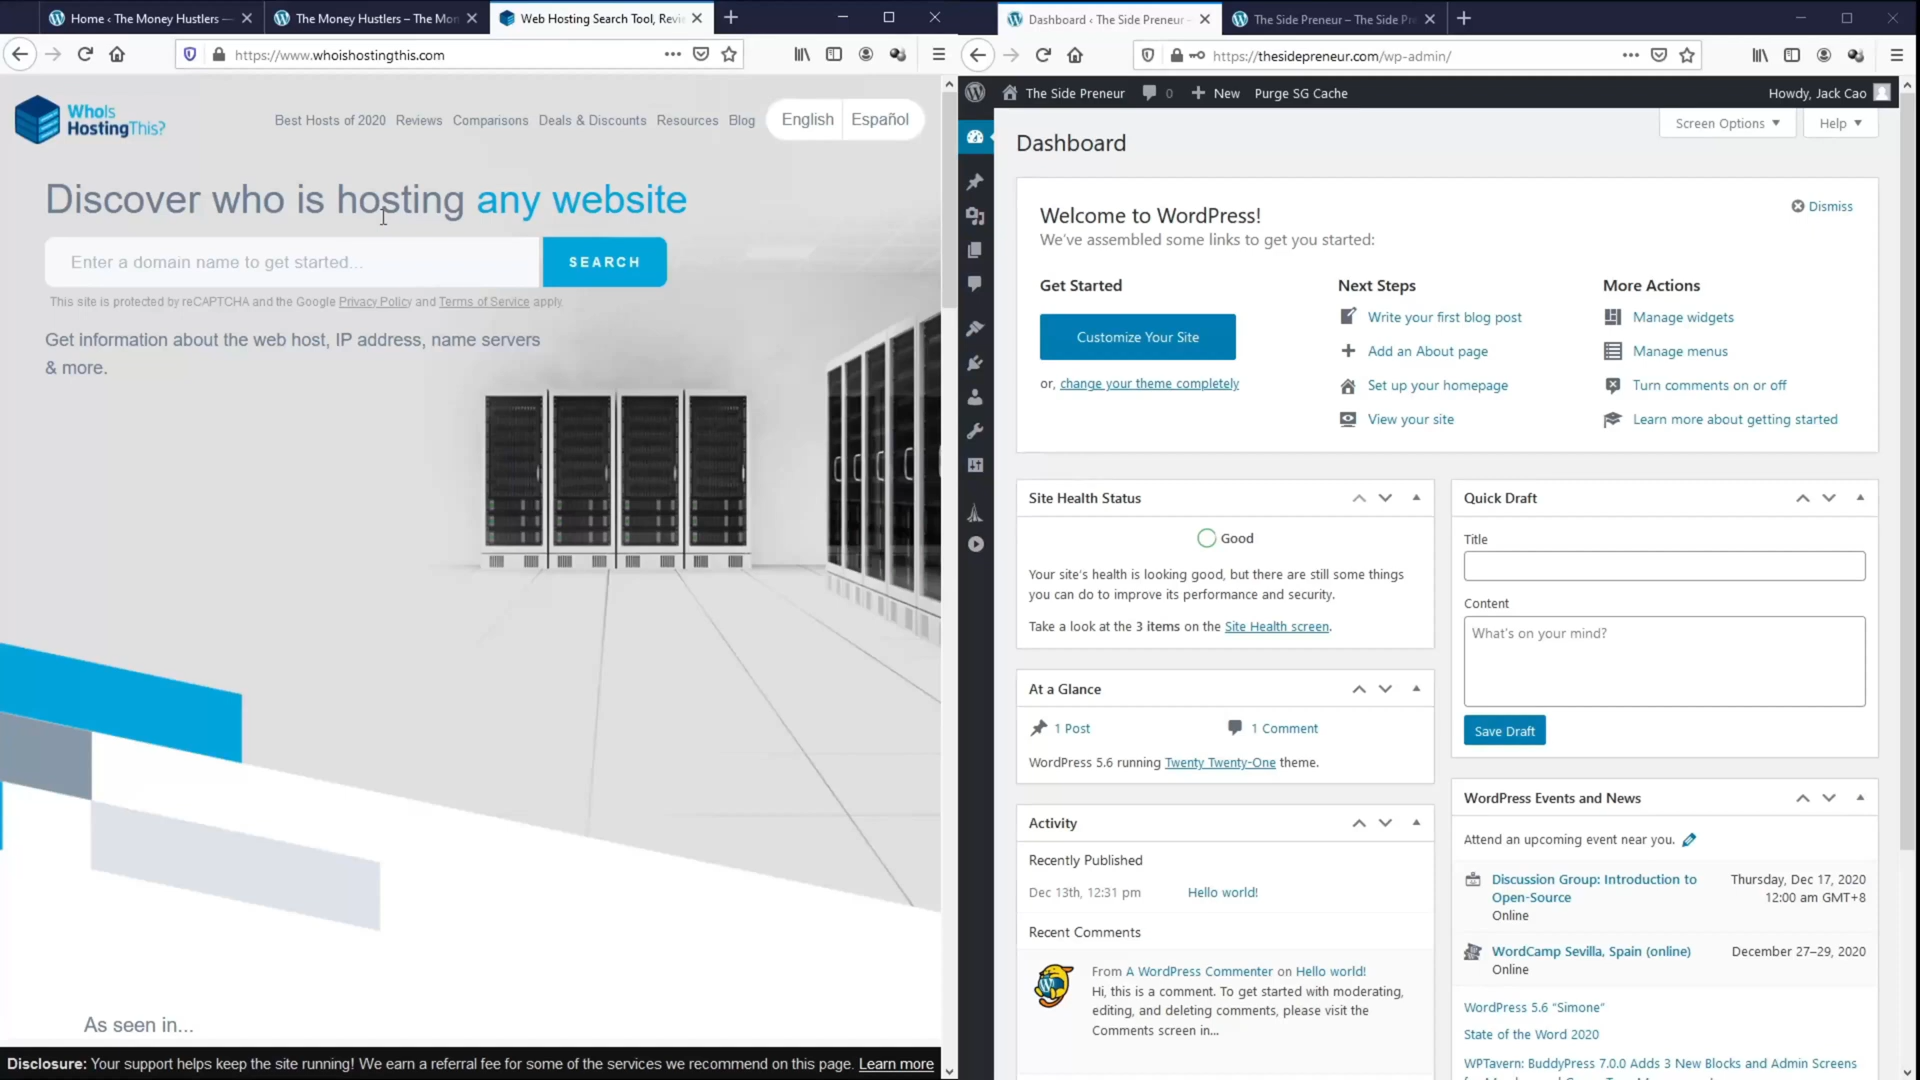 Home ‹ The Money Hustlers —
The Money Hustlers – The Mon
Web Hosting Search Tool, Revi
https://www.whoishostingthis.com
WhoIs
HostingThis?
Best Hosts of 2020
Reviews
Comparisons
Deals & Discounts
Resources
Blog
English
Español
Discover who is hosting any website
Enter a domain name to get started...
SEARCH
This site is protected by reCAPTCHA and the Google Privacy Policy and Terms of Service apply.
Get information about the web host, IP address, name servers
& more.
As seen in...
Disclosure: Your support helps keep the site running! We earn a referral fee for some of the services we recommend on this page. Learn more
Dashboard ‹ The Side Preneur —
The Side Preneur – The Side Pr
https://thesidepreneur.com/wp-admin/
The Side Preneur
0
New
Purge SG Cache
Howdy, Jack Cao
Screen Options
Help
Dashboard
Welcome to WordPress!
Dismiss
We've assembled some links to get you started:
Get Started
Customize Your Site
or, change your theme completely
Next Steps
Write your first blog post
Add an About page
Set up your homepage
View your site
More Actions
Manage widgets
Manage menus
Turn comments on or off
Learn more about getting started
Site Health Status
Good
Your site's health is looking good, but there are still some things
you can do to improve its performance and security.
Take a look at the 3 items on the Site Health screen.
At a Glance
1 Post
1 Comment
WordPress 5.6 running Twenty Twenty-One theme.
Activity
Recently Published
Dec 13th, 12:31 pm
Hello world!
Recent Comments
From A WordPress Commenter on Hello world!
Hi, this is a comment. To get started with moderating,
editing, and deleting comments, please visit the
Comments screen in...
Quick Draft
Title
Content
What's on your mind?
Save Draft
WordPress Events and News
Attend an upcoming event near you.
Discussion Group: Introduction to
Open-Source
Online
Thursday, Dec 17, 2020
12:00 am GMT+8
WordCamp Sevilla, Spain (online)
Online
December 27–29, 2020
WordPress 5.6 “Simone”
State of the Word 2020
WPTavern: BuddyPress 7.0.0 Adds 3 New Blocks and Admin Screens